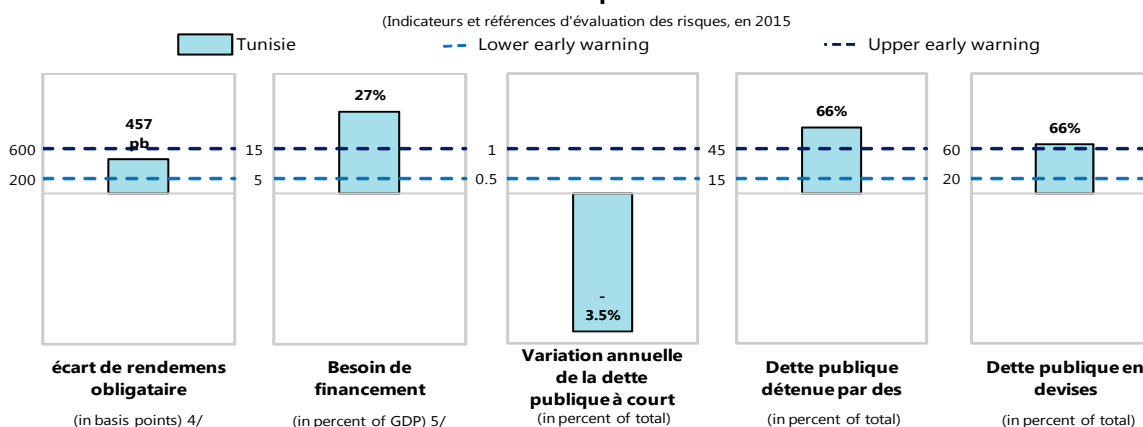 (Indicateurs et références d'évaluation des risques, en 2015
Tunisie
Lower early warning
Upper early warning
457
pb
600
200
écart de rendemens
obligataire
(in basis points) 4/
27%
15
5
Besoin de
financement
(in percent of GDP) 5/
1
0.5
-
3.5%
Variation annuelle
de la dette
publique à court
(in percent of total)
66%
45
15
Dette publique
détenue par des
(in percent of total)
66%
60
20
Dette publique en
devises
(in percent of total)